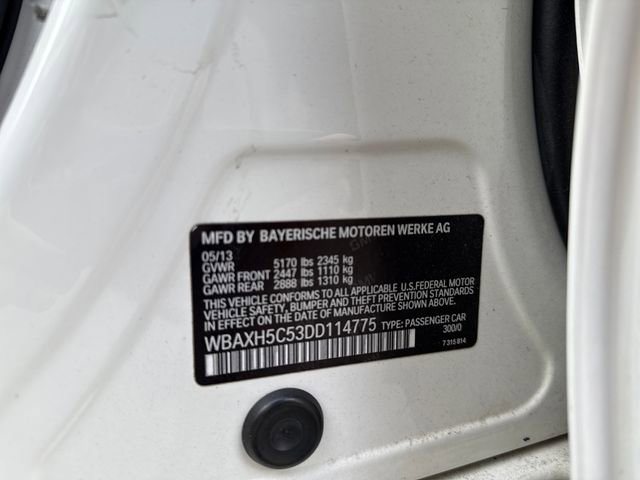 MFD BY BAYERISCHE MOTOREN WERKE AG
05/13
GVWR 5170 lbs 2345 kg
GAWR FRONT 2447 lbs 1110 kg
GAWR REAR 2888 lbs 1310 kg
THIS VEHICLE CONFORMS TO ALL APPLICABLE U.S.FEDERAL MOTOR
VEHICLE SAFETY, BUMPER, AND THEFT PREVENTION STANDARDS
IN EFFECT ON THE DATE OF MANUFACTURE SHOWN ABOVE.
WBAXH5C53DD114775 TYPE: PASSENGER CAR
300/0
7 315 814